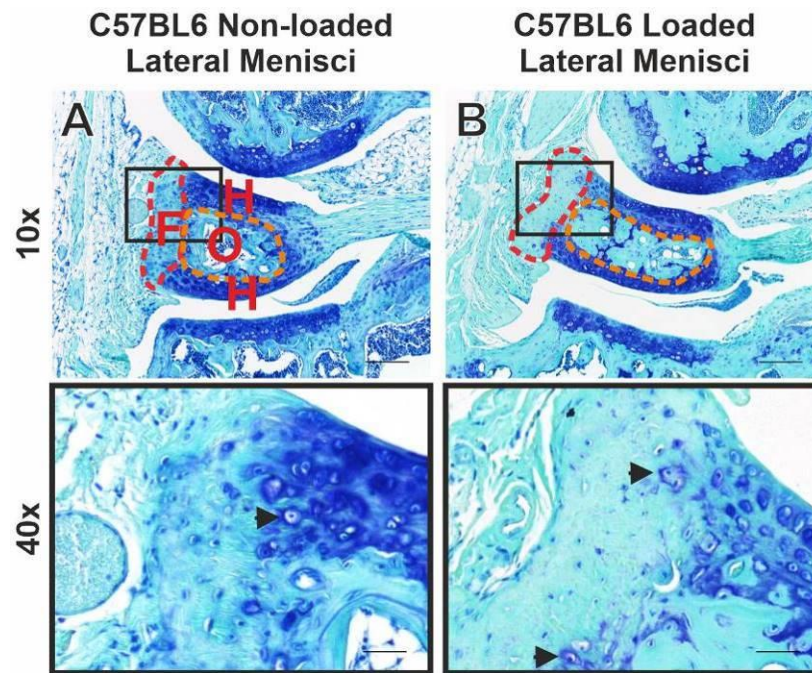 C57BL6 Non-loaded
Lateral Menisci
C57BL6 Loaded
Lateral Menisci
10x
A
H
F
O
H
B
40x